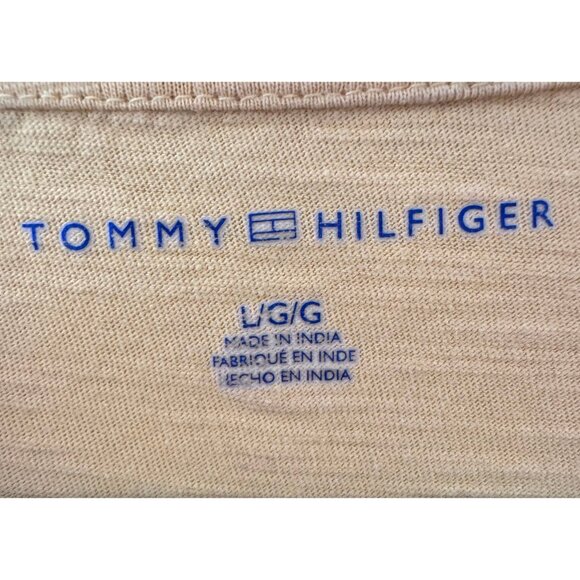 TOMMY HILFIGER
L/G/G
MADE IN INDIA
FABRIQUÉ EN INDE
HECHO EN INDIA